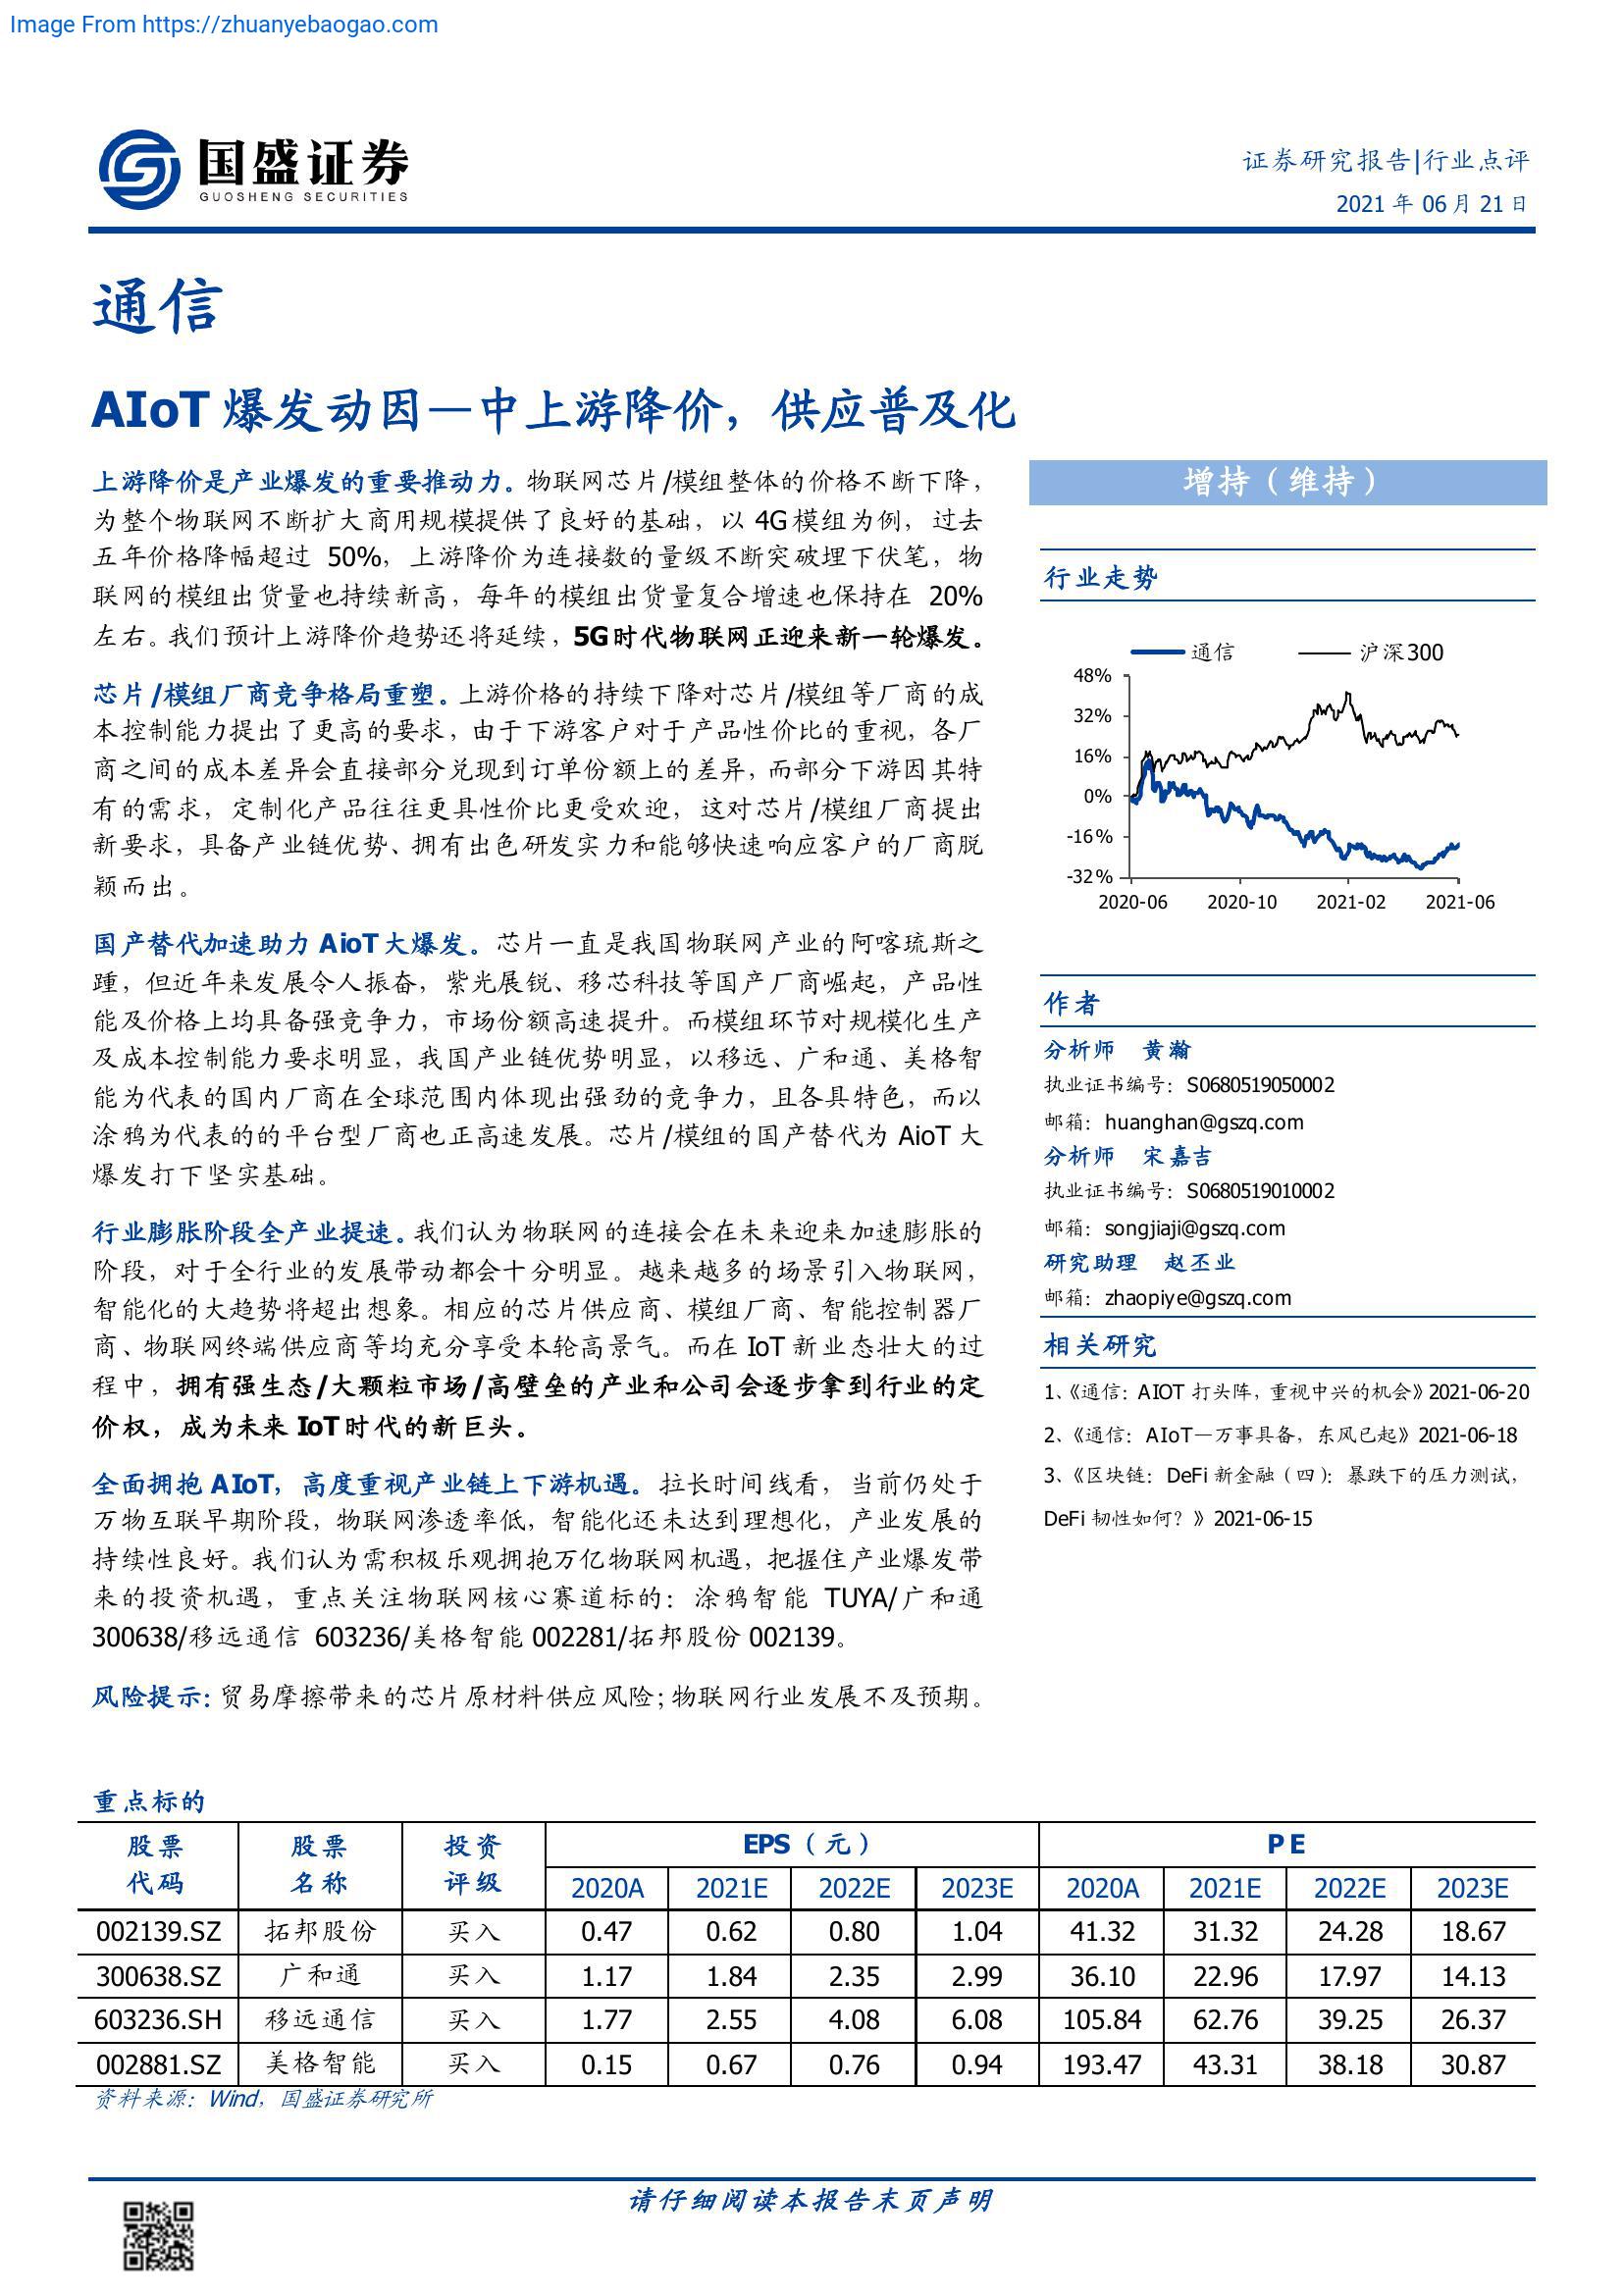 Image From https://zhuanyebaogao.com
国盛证券
GUOSHENG SECURITIES
证券研究报告|行业点评
2021 年 06 月 21 日
通信
AIoT 爆发动因—中上游降价，供应普及化
上游降价是产业爆发的重要推动力。物联网芯片/模组整体的价格不断下降，
为整个物联网不断扩大商用规模提供了良好的基础，以 4G 模组为例，过去
五年价格降幅超过 50%，上游降价为连接数的量级不断突破埋下伏笔，物
联网的模组出货量也持续新高，每年的模组出货量复合增速也保持在 20%
左右。我们预计上游降价趋势还将延续，5G 时代物联网正迎来新一轮爆发。
芯片/模组厂商竞争格局重塑。上游价格的持续下降对芯片/模组等厂商的成
本控制能力提出了更高的要求，由于下游客户对于产品性价比的重视，各厂
商之间的成本差异会直接部分兑现到订单份额上的差异，而部分下游因其特
有的需求，定制化产品往往更具性价比更受欢迎，这对芯片/模组厂商提出
新要求，具备产业链优势、拥有出色研发实力和能够快速响应客户的厂商脱
颖而出。
国产替代加速助力 AioT 大爆发。芯片一直是我国物联网产业的阿喀琉斯之
踵，但近年来发展令人振奋，紫光展锐、移芯科技等国产厂商崛起，产品性
能及价格上均具备强竞争力，市场份额高速提升。而模组环节对规模化生产
及成本控制能力要求明显，我国产业链优势明显，以移远、广和通、美格智
能为代表的国内厂商在全球范围内体现出强劲的竞争力，且各具特色，而以
涂鸦为代表的的平台型厂商也正高速发展。芯片/模组的国产替代为 AioT 大
爆发打下坚实基础。
行业膨胀阶段全产业提速。我们认为物联网的连接会在未来迎来加速膨胀的
阶段，对于全行业的发展带动都会十分明显。越来越多的场景引入物联网，
智能化的大趋势将超出想象。相应的芯片供应商、模组厂商、智能控制器厂
商、物联网终端供应商等均充分享受本轮高景气。而在 IoT 新业态壮大的过
程中，拥有强生态/大颗粒市场/高壁垒的产业和公司会逐步拿到行业的定
价权，成为未来 IoT 时代的新巨头。
全面拥抱 AIoT，高度重视产业链上下游机遇。拉长时间线看，当前仍处于
万物互联早期阶段，物联网渗透率低，智能化还未达到理想化，产业发展的
持续性良好。我们认为需积极乐观拥抱万亿物联网机遇，把握住产业爆发带
来的投资机遇，重点关注物联网核心赛道标的：涂鸦智能 TUYA/广和通
300638/移远通信 603236/美格智能 002281/拓邦股份 002139。
风险提示：贸易摩擦带来的芯片原材料供应风险；物联网行业发展不及预期。
增持（维持）
行业走势
通信 沪深300
48%
32%
16%
0%
-16%
-32%
2020-06 2020-10 2021-02 2021-06
作者
分析师 黄瀚
执业证书编号：S0680519050002
邮箱：huanghan@gszq.com
分析师 宋嘉吉
执业证书编号：S0680519010002
邮箱：songjiaji@gszq.com
研究助理 赵丕业
邮箱：zhaopiye@gszq.com
相关研究
1、《通信：AIOT 打头阵，重视中兴的机会》2021-06-20
2、《通信：AIoT—万事具备，东风已起》2021-06-18
3、《区块链：DeFi 新金融（四）：暴跌下的压力测试，
DeFi 韧性如何？》2021-06-15
重点标的
股票 股票 投资 EPS（元） P E
代码 名称 评级 2020A 2021E 2022E 2023E 2020A 2021E 2022E 2023E
002139.SZ 拓邦股份 买入 0.47 0.62 0.80 1.04 41.32 31.32 24.28 18.67
300638.SZ 广和通 买入 1.17 1.84 2.35 2.99 36.10 22.96 17.97 14.13
603236.SH 移远通信 买入 1.77 2.55 4.08 6.08 105.84 62.76 39.25 26.37
002881.SZ 美格智能 买入 0.15 0.67 0.76 0.94 193.47 43.31 38.18 30.87
资料来源：Wind，国盛证券研究所
请仔细阅读本报告末页声明